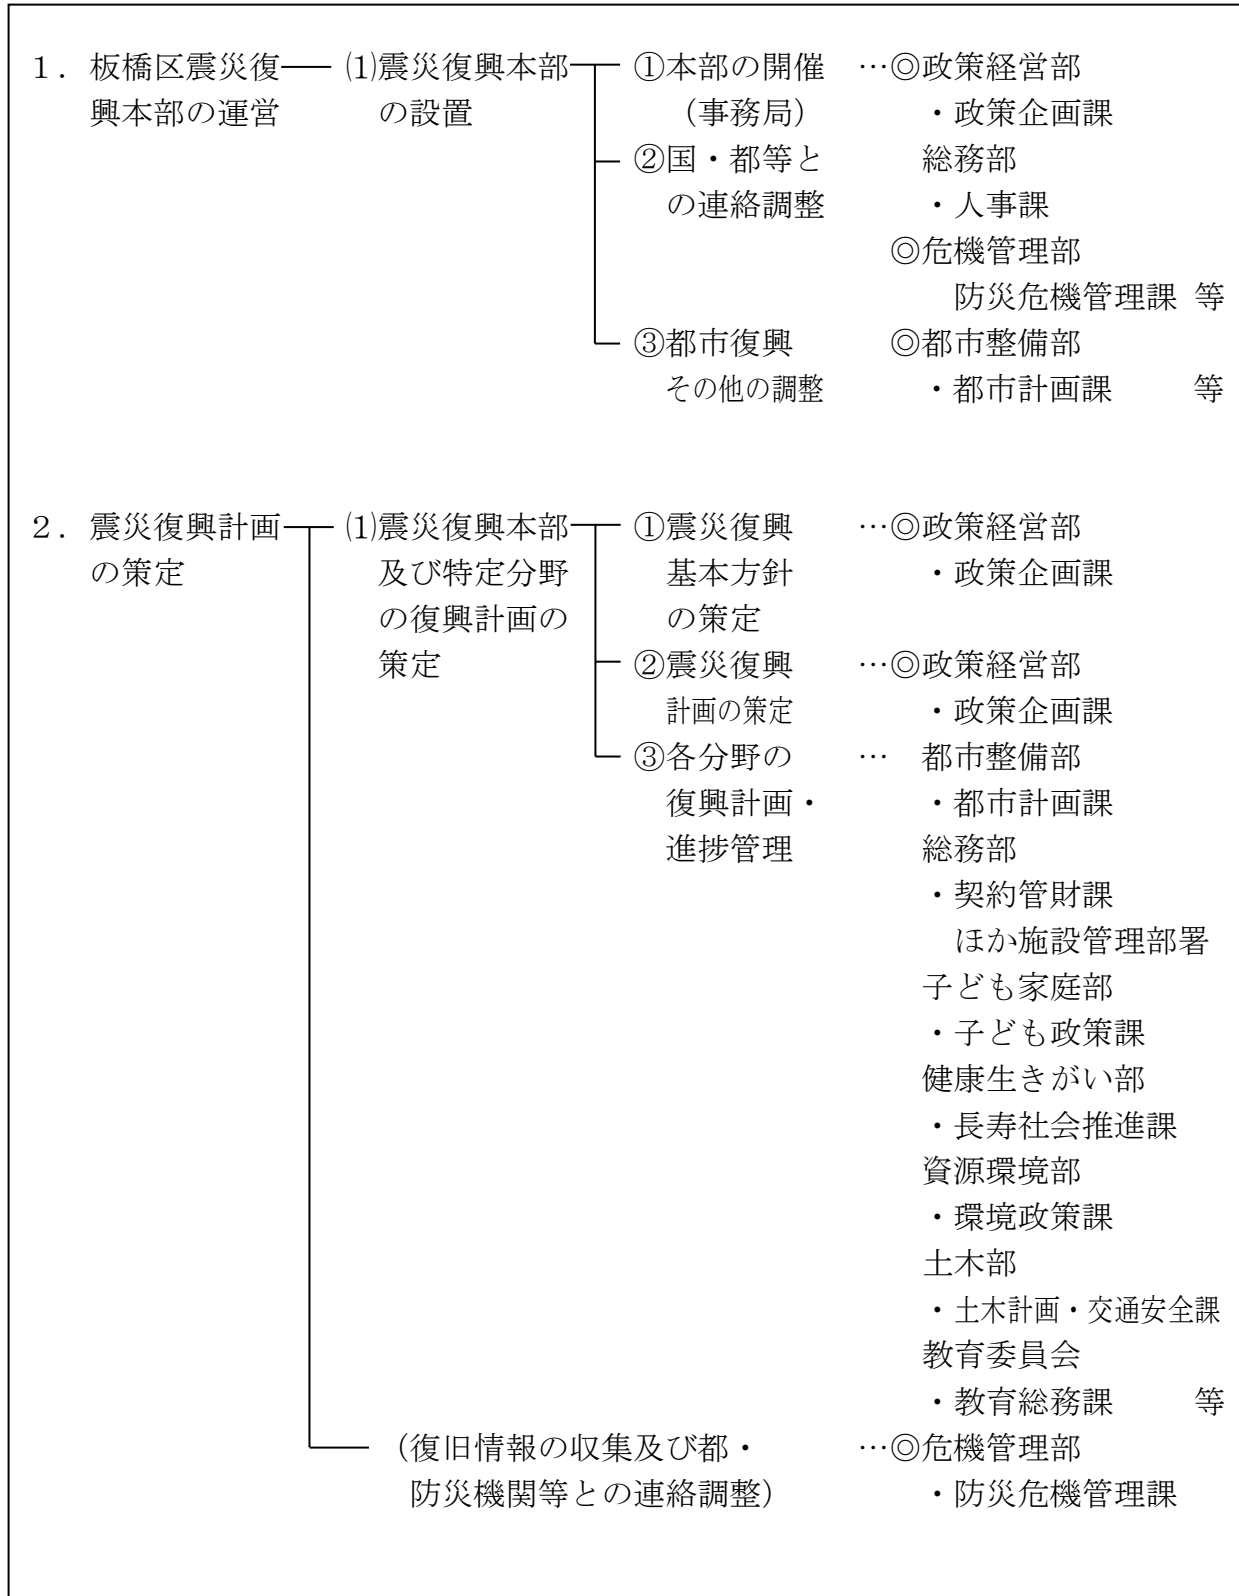 １．板橋区震災復 ⑴震災復興本部 ①本部の開催 …◎政策経営部
興本部の運営 の設置 （事務局） ・政策企画課
②国・都等と 総務部
の連絡調整 ・人事課
◎危機管理部
防災危機管理課 等
③都市復興 ◎都市整備部
その他の調整 ・都市計画課 等
２．震災復興計画 ⑴震災復興本部 ①震災復興 …◎政策経営部
の策定 及び特定分野 基本方針 ・政策企画課
の復興計画の の策定
策定 ②震災復興 …◎政策経営部
計画の策定 ・政策企画課
③各分野の … 都市整備部
復興計画・ ・都市計画課
進捗管理 総務部
・契約管財課
ほか施設管理部署
子ども家庭部
・子ども政策課
健康生きがい部
・長寿社会推進課
資源環境部
・環境政策課
土木部
・土木計画・交通安全課
教育委員会
・教育総務課 等
（復旧情報の収集及び都・ …◎危機管理部
防災機関等との連絡調整） ・防災危機管理課